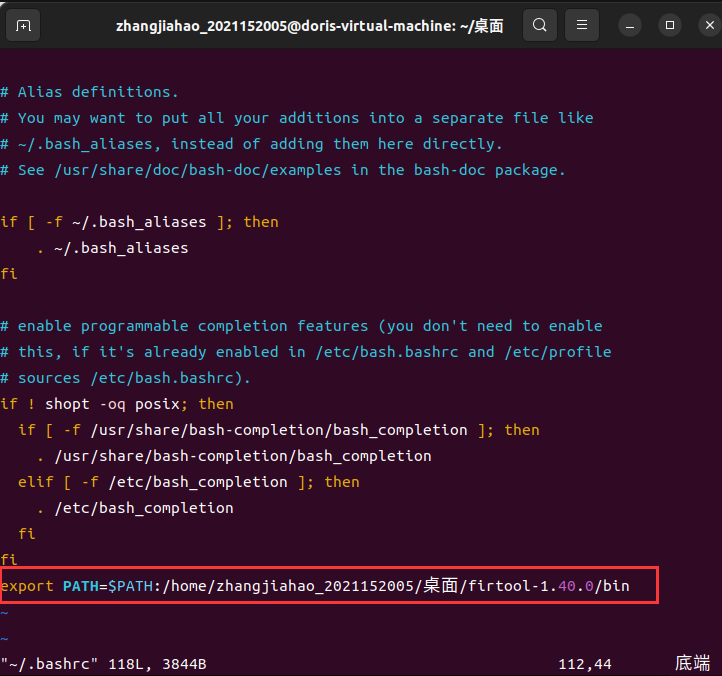 zhangjiahao_2021152005@doris-virtual-machine: ~/桌面
# Alias definitions.
# You may want to put all your additions into a separate file like
# ~/.bash_aliases, instead of adding them here directly.
# See /usr/share/doc/bash-doc/examples in the bash-doc package.
if [ -f ~/.bash_aliases ]; then
    . ~/.bash_aliases
fi
# enable programmable completion features (you don't need to enable
# this, if it's already enabled in /etc/bash.bashrc and /etc/profile
# sources /etc/bash.bashrc).
if ! shopt -oq posix; then
  if [ -f /usr/share/bash-completion/bash_completion ]; then
    . /usr/share/bash-completion/bash_completion
  elif [ -f /etc/bash_completion ]; then
    . /etc/bash_completion
  fi
fi
export PATH=$PATH:/home/zhangjiahao_2021152005/桌面/firtool-1.40.0/bin
~
~
"~/.bashrc" 118L, 3844B 112,44 底端